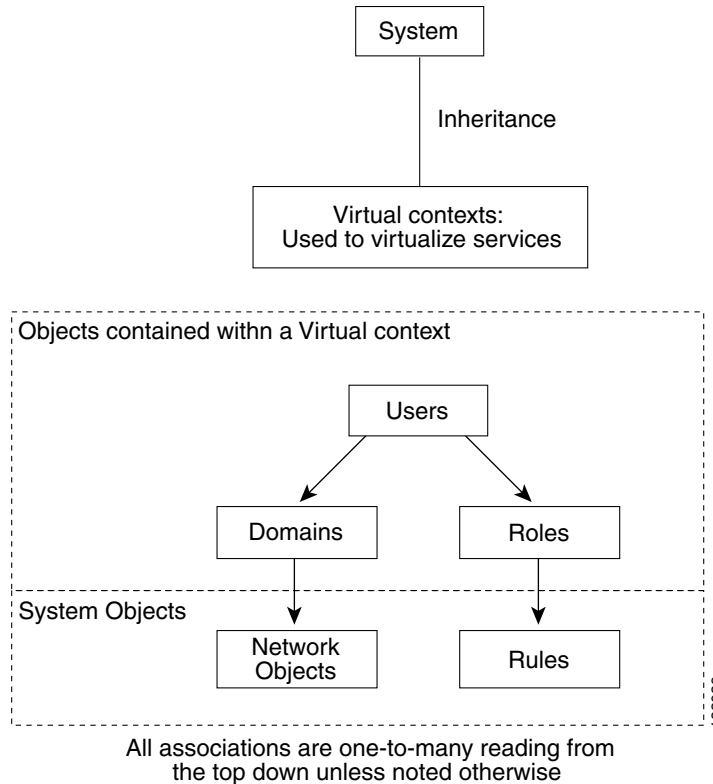 System
Inheritance
Virtual contexts:
Used to virtualize services
Objects contained withn a Virtual context
Users
Domains
Roles
System Objects
Network
Objects
Rules
All associations are one-to-many reading from
the top down unless noted otherwise